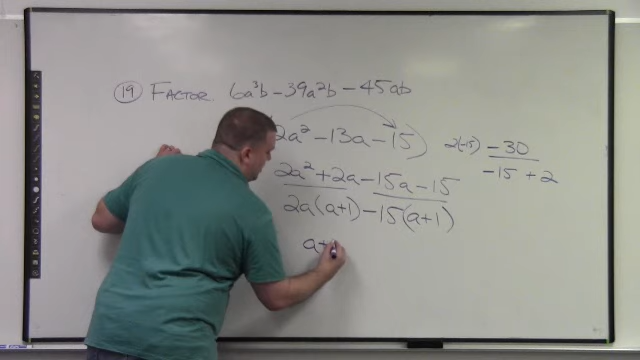 19 FACTOR 6a³b - 39a²b - 45ab
2a² - 13a - 15)
2(-15) -30
-15 + 2
2a² + 2a - 15a - 15
2a(a+1) - 15(a+1)
a+